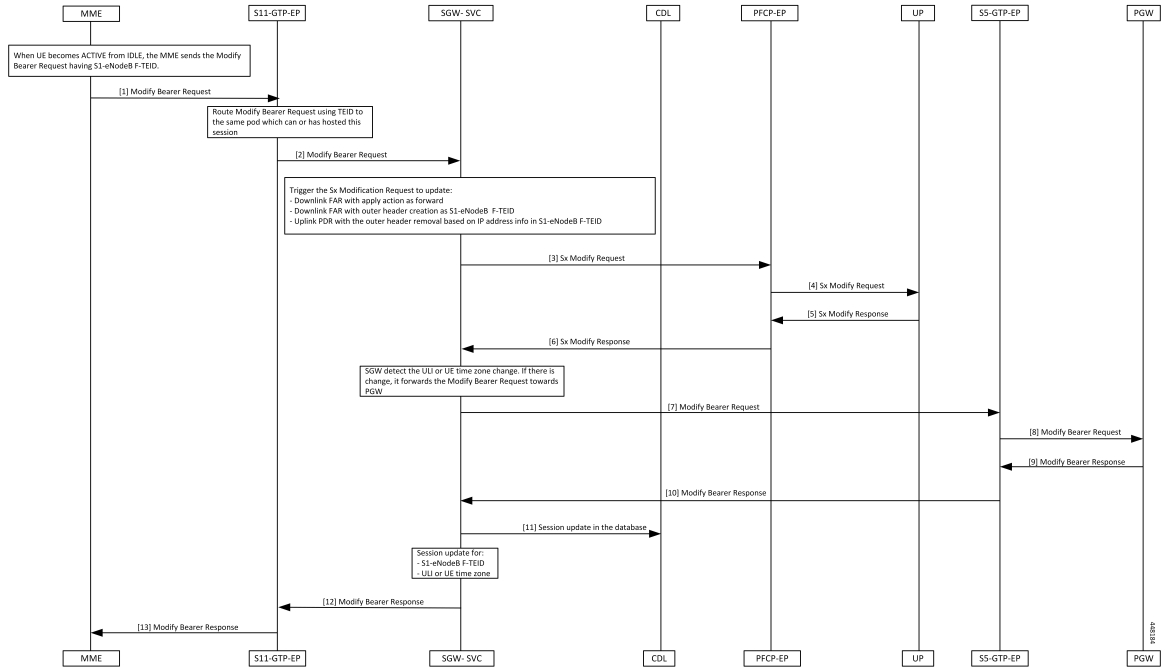 MME
S11-GTP-EP
SGW- SVC
CDL
PFCP-EP
UP
S5-GTP-EP
PGW
When UE becomes ACTIVE from IDLE, the MME sends the Modify
Bearer Request having S1-eNodeB F-TEID.
[1] Modify Bearer Request
Route Modify Bearer Request using TEID to
the same pod which can or has hosted this
session
[2] Modify Bearer Request
Trigger the Sx Modification Request to update:
- Downlink FAR with apply action as forward
- Downlink FAR with outer header creation as S1-eNodeB F-TEID
- Uplink PDR with the outer header removal based on IP address info in S1-eNodeB F-TEID
[3] Sx Modify Request
[4] Sx Modify Request
[5] Sx Modify Response
[6] Sx Modify Response
SGW detect the ULI or UE time zone change. If there is
change, it forwards the Modify Bearer Request towards
PGW
[7] Modify Bearer Request
[8] Modify Bearer Request
[9] Modify Bearer Response
[10] Modify Bearer Response
[11] Session update in the database
Session update for:
- S1-eNodeB F-TEID
- ULI or UE time zone
[12] Modify Bearer Response
[13] Modify Bearer Response
448184
MME
S11-GTP-EP
SGW- SVC
CDL
PFCP-EP
UP
S5-GTP-EP
PGW